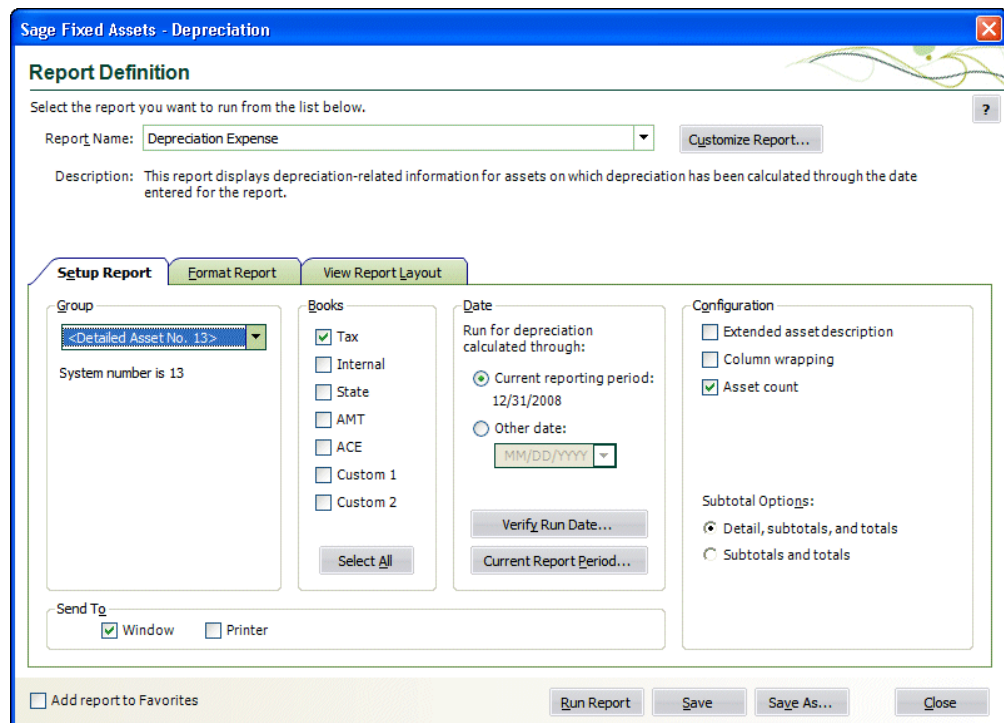 Sage Fixed Assets - Depreciation
Report Definition
Select the report you want to run from the list below.
?
Report Name: Depreciation Expense
Customize Report...
Description: This report displays depreciation-related information for assets on which depreciation has been calculated through the date
entered for the report.
Setup Report
Format Report
View Report Layout
Group
<Detailed Asset No. 13>
System number is 13
Books
Tax
Internal
State
AMT
ACE
Custom 1
Custom 2
Select All
Date
Run for depreciation
calculated through:
Current reporting period:
12/31/2008
Other date:
MM/DD/YYYY
Verify Run Date...
Current Report Period...
Configuration
Extended asset description
Column wrapping
Asset count
Subtotal Options:
Detail, subtotals, and totals
Subtotals and totals
Send To
Window
Printer
Add report to Favorites
Run Report
Save
Save As...
Close